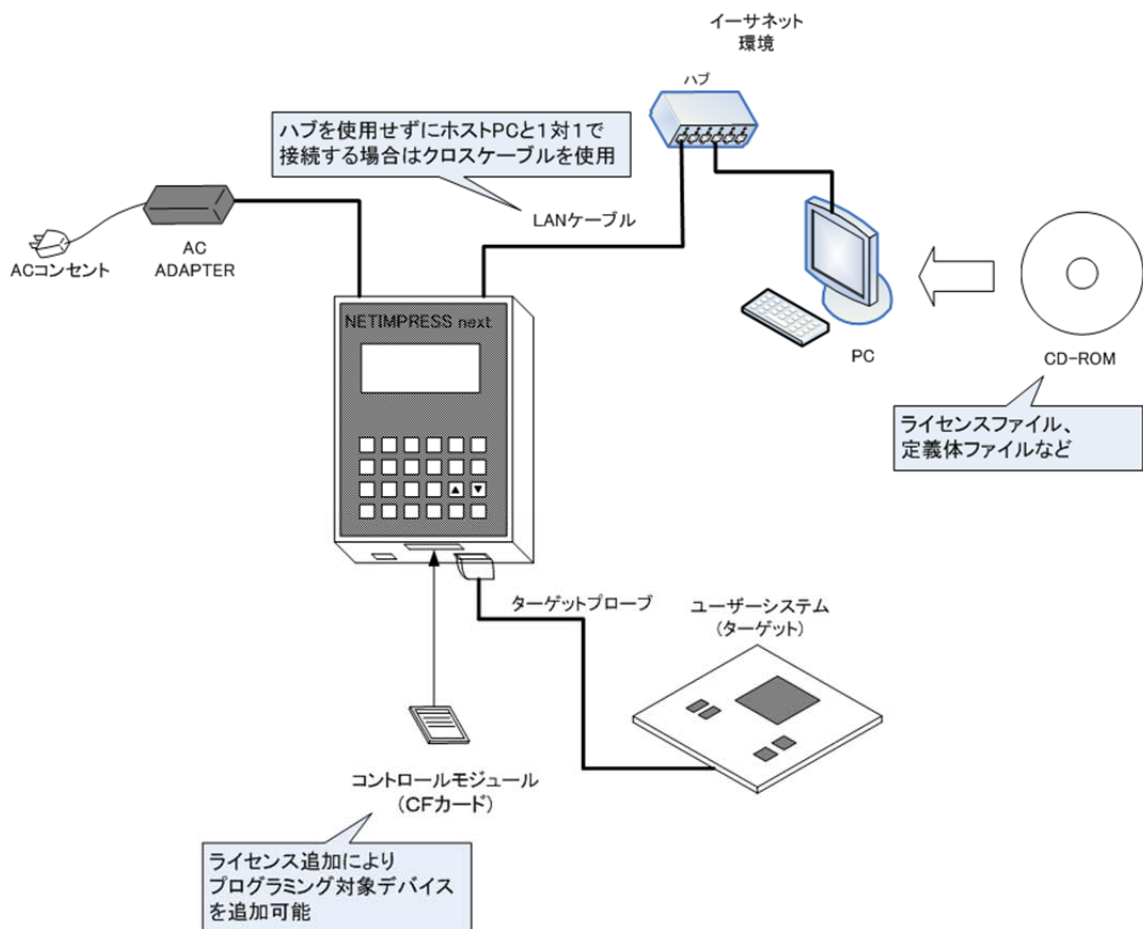 イーサネット
環境
ハブ
ハブを使用せずにホストPCと1対1で
接続する場合はクロスケーブルを使用
LANケーブル
ACコンセント
AC
ADAPTER
NETIMPRESS next
PC
CD-ROM
ライセンスファイル、
定義体ファイルなど
▲ ▼
ターゲットプローブ
ユーザーシステム
(ターゲット)
コントロールモジュール
(CFカード)
ライセンス追加により
プログラミング対象デバイス
を追加可能